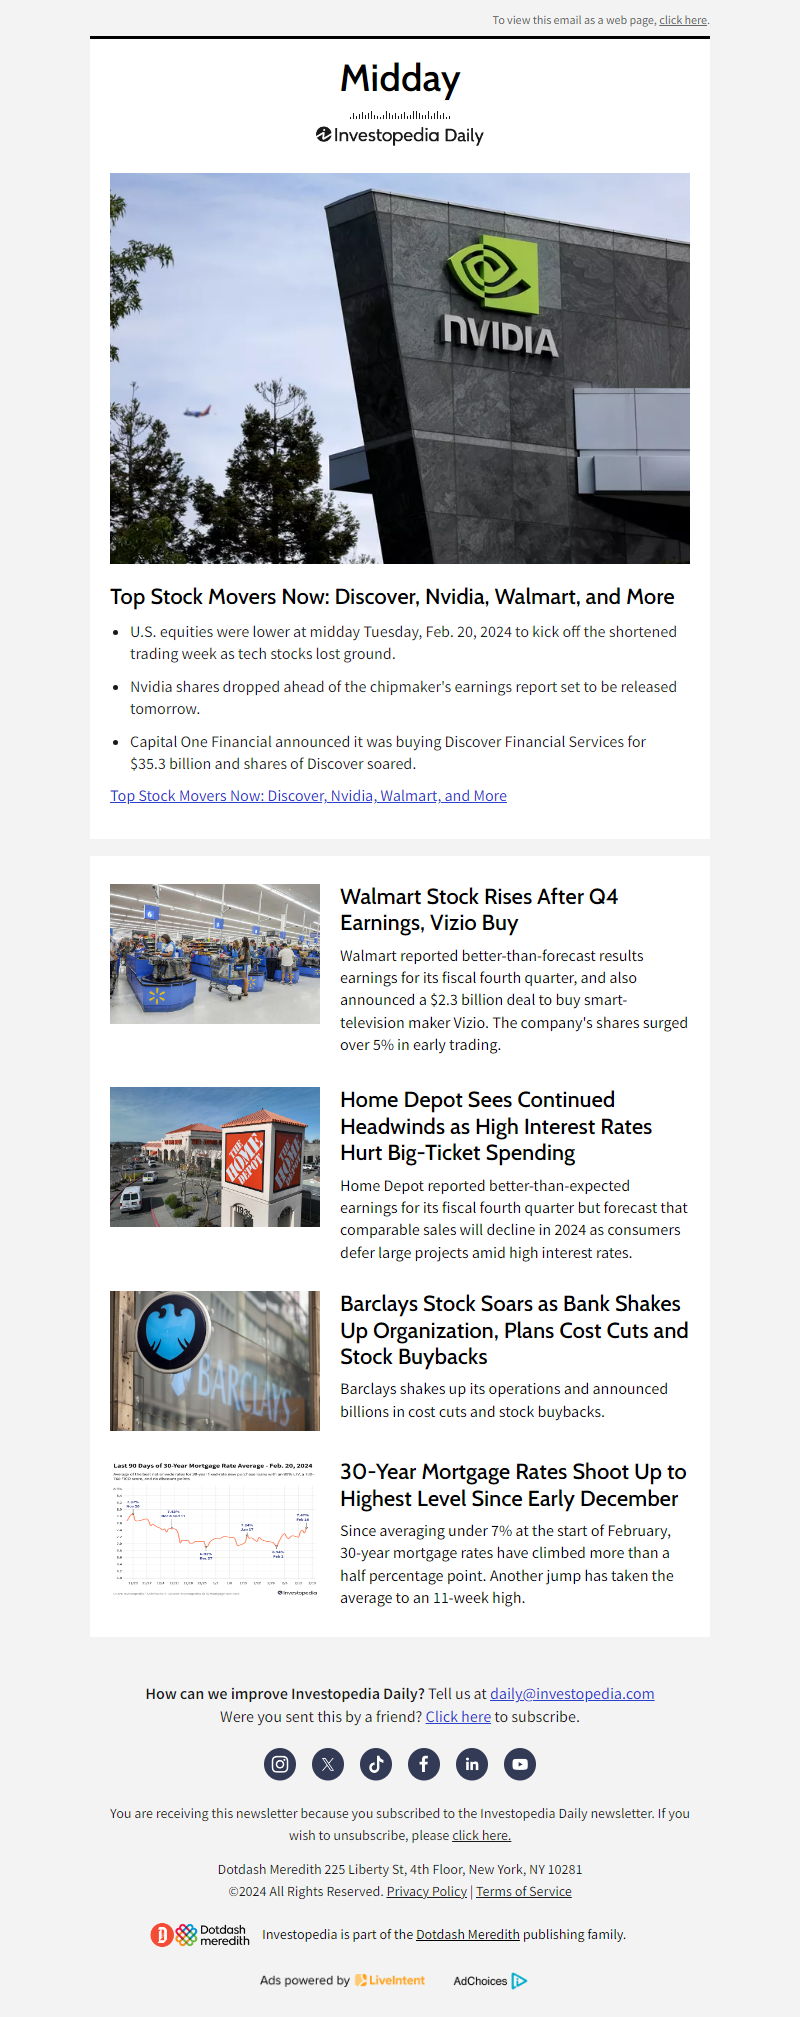 To view this email as a web page, click here.
Midday
Investopedia Daily
NVIDIA
Top Stock Movers Now: Discover, Nvidia, Walmart, and More
U.S. equities were lower at midday Tuesday, Feb. 20, 2024 to kick off the shortened
trading week as tech stocks lost ground.
Nvidia shares dropped ahead of the chipmaker's earnings report set to be released
tomorrow.
Capital One Financial announced it was buying Discover Financial Services for
$35.3 billion and shares of Discover soared.
Top Stock Movers Now: Discover, Nvidia, Walmart, and More
6
Walmart Stock Rises After Q4
Earnings, Vizio Buy
Walmart reported better-than-forecast results
earnings for its fiscal fourth quarter, and also
announced a $2.3 billion deal to buy smart-
television maker Vizio. The company's shares surged
over 5% in early trading.
THE
HOME
DEPOT
Home Depot Sees Continued
Headwinds as High Interest Rates
Hurt Big-Ticket Spending
Home Depot reported better-than-expected
earnings for its fiscal fourth quarter but forecast that
comparable sales will decline in 2024 as consumers
defer large projects amid high interest rates.
BARCLAYS
Barclays Stock Soars as Bank Shakes
Up Organization, Plans Cost Cuts and
Stock Buybacks
Barclays shakes up its operations and announced
billions in cost cuts and stock buybacks.
Last 90 Days of 30-Year Mortgage Rate Average - Feb. 20, 2024
Investopedia
30-Year Mortgage Rates Shoot Up to
Highest Level Since Early December
Since averaging under 7% at the start of February,
30-year mortgage rates have climbed more than a
half percentage point. Another jump has taken the
average to an 11-week high.
How can we improve Investopedia Daily? Tell us at daily@investopedia.com
Were you sent this by a friend? Click here to subscribe.
You are receiving this newsletter because you subscribed to the Investopedia Daily newsletter. If you
wish to unsubscribe, please click here.
Dotdash Meredith 225 Liberty St, 4th Floor, New York, NY 10281
©2024 All Rights Reserved. Privacy Policy | Terms of Service
Dotdash
meredith
Investopedia is part of the Dotdash Meredith publishing family.
Ads powered by LiveIntent
AdChoices